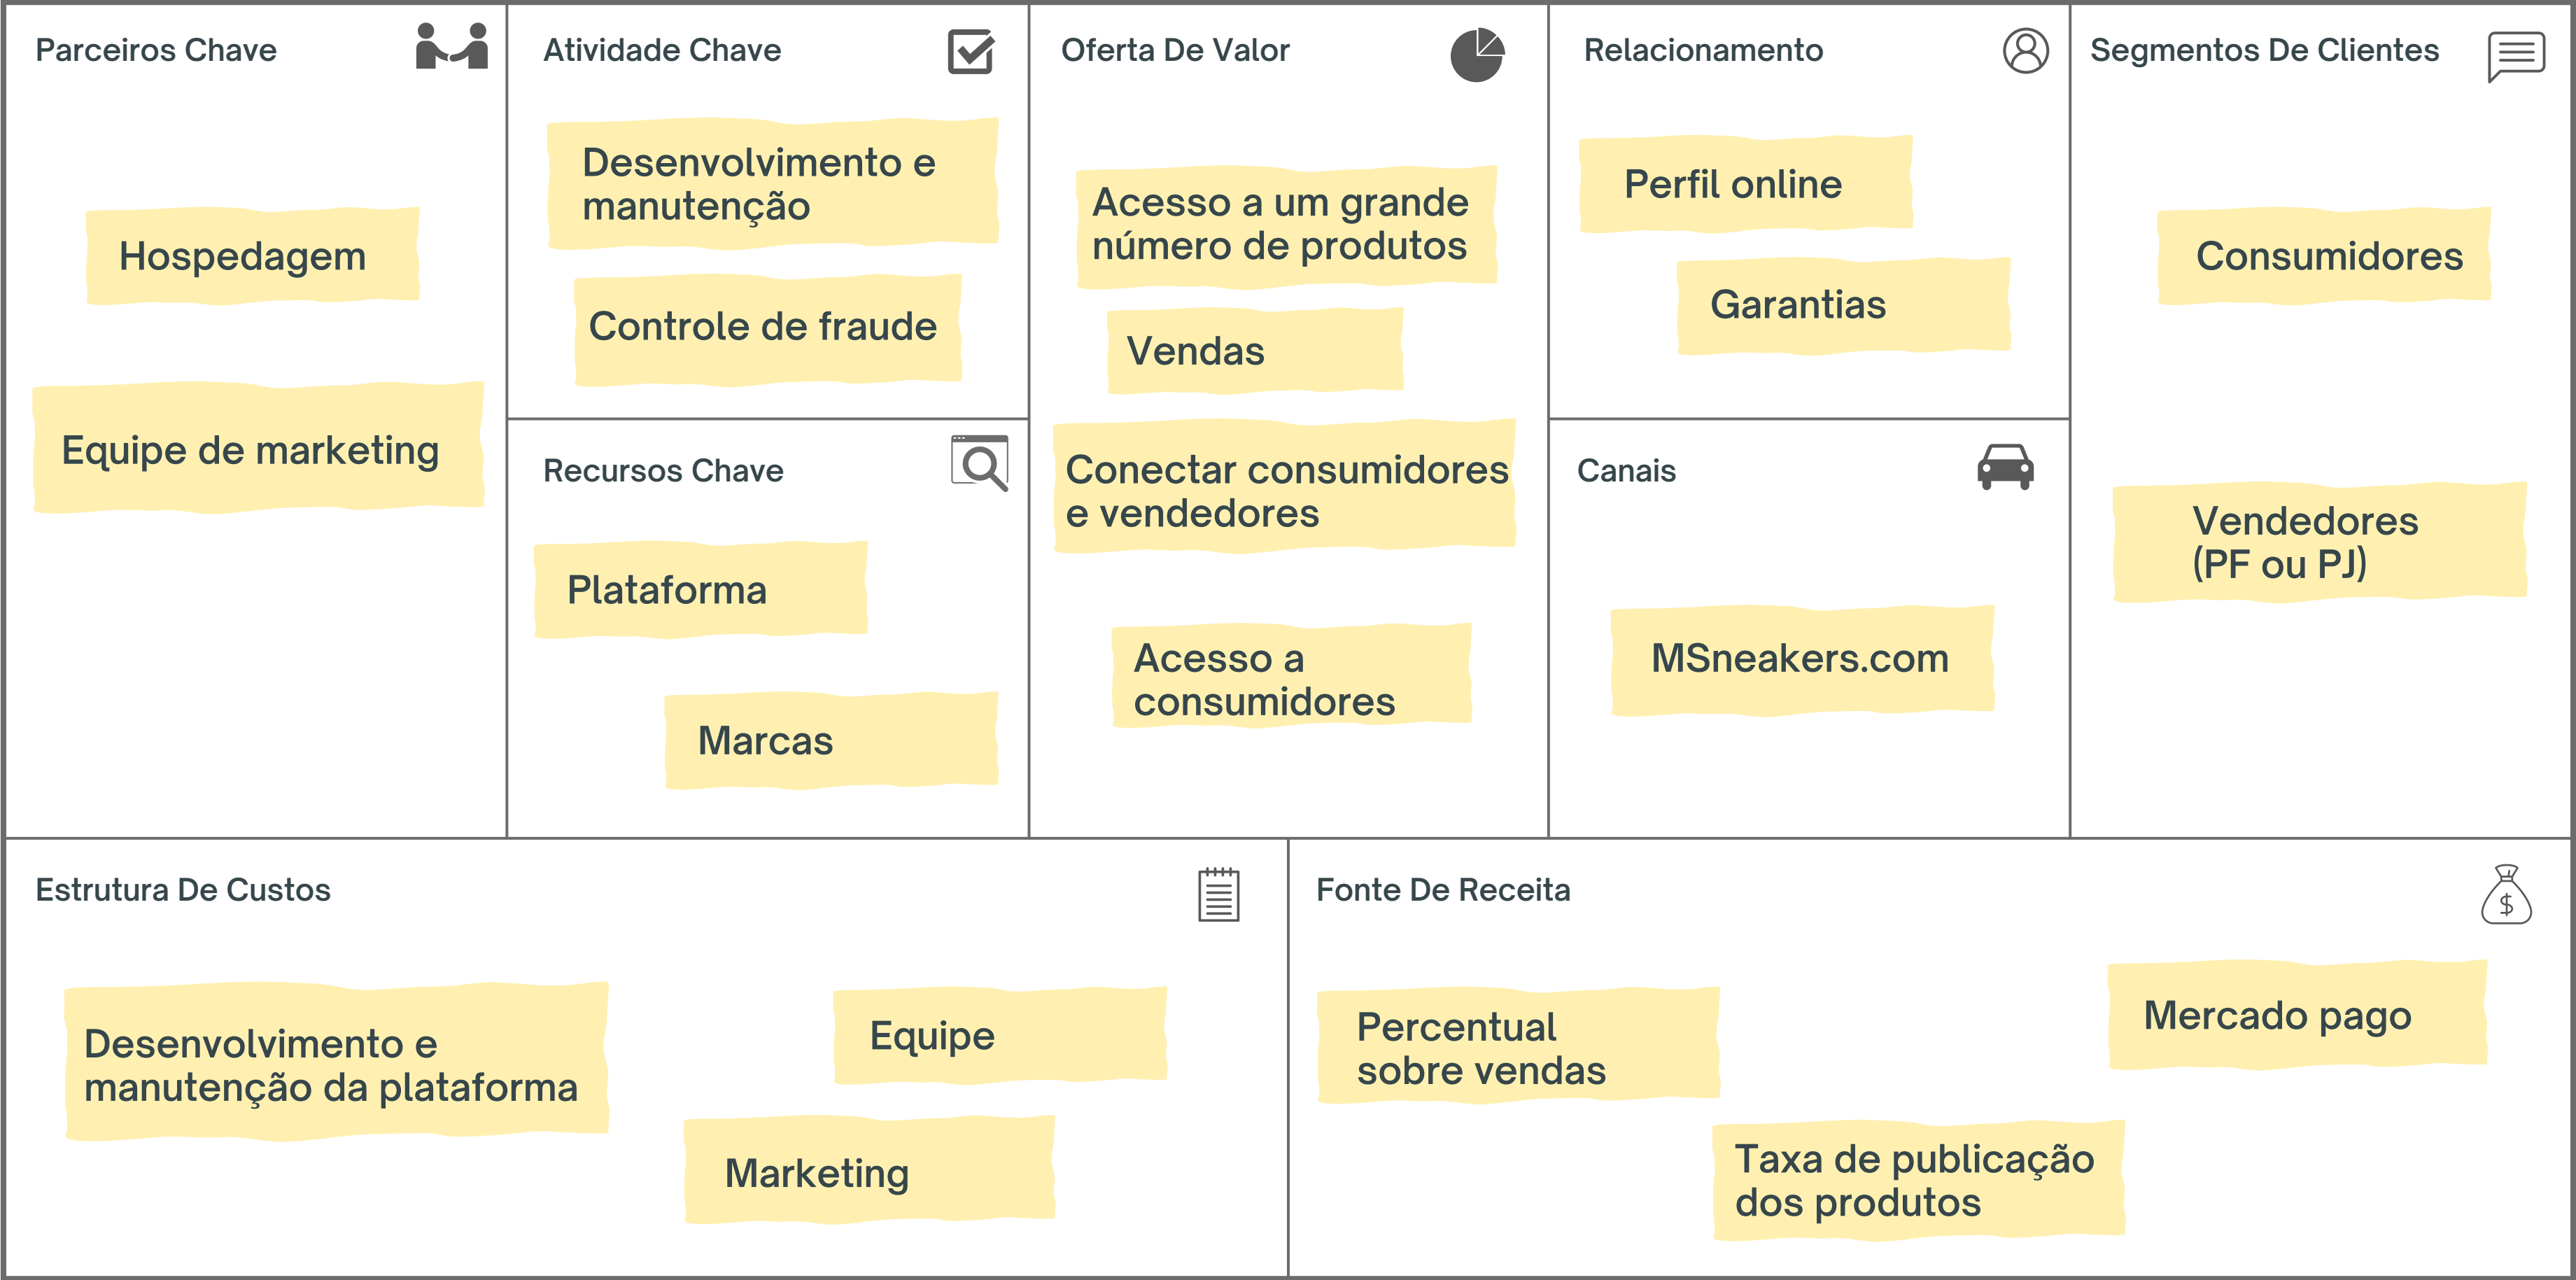 Parceiros Chave
Hospedagem
Equipe de marketing
Atividade Chave
Desenvolvimento e
manutenção
Controle de fraude
Recursos Chave
Plataforma
Marcas
Oferta De Valor
Acesso a um grande
número de produtos
Vendas
Conectar consumidores
e vendedores
Acesso a
consumidores
Relacionamento
Perfil online
Garantias
Canais
MSneakers.com
Segmentos De Clientes
Consumidores
Vendedores
(PF ou PJ)
Estrutura De Custos
Desenvolvimento e
manutenção da plataforma
Equipe
Marketing
Fonte De Receita
$
Percentual
sobre vendas
Mercado pago
Taxa de publicação
dos produtos